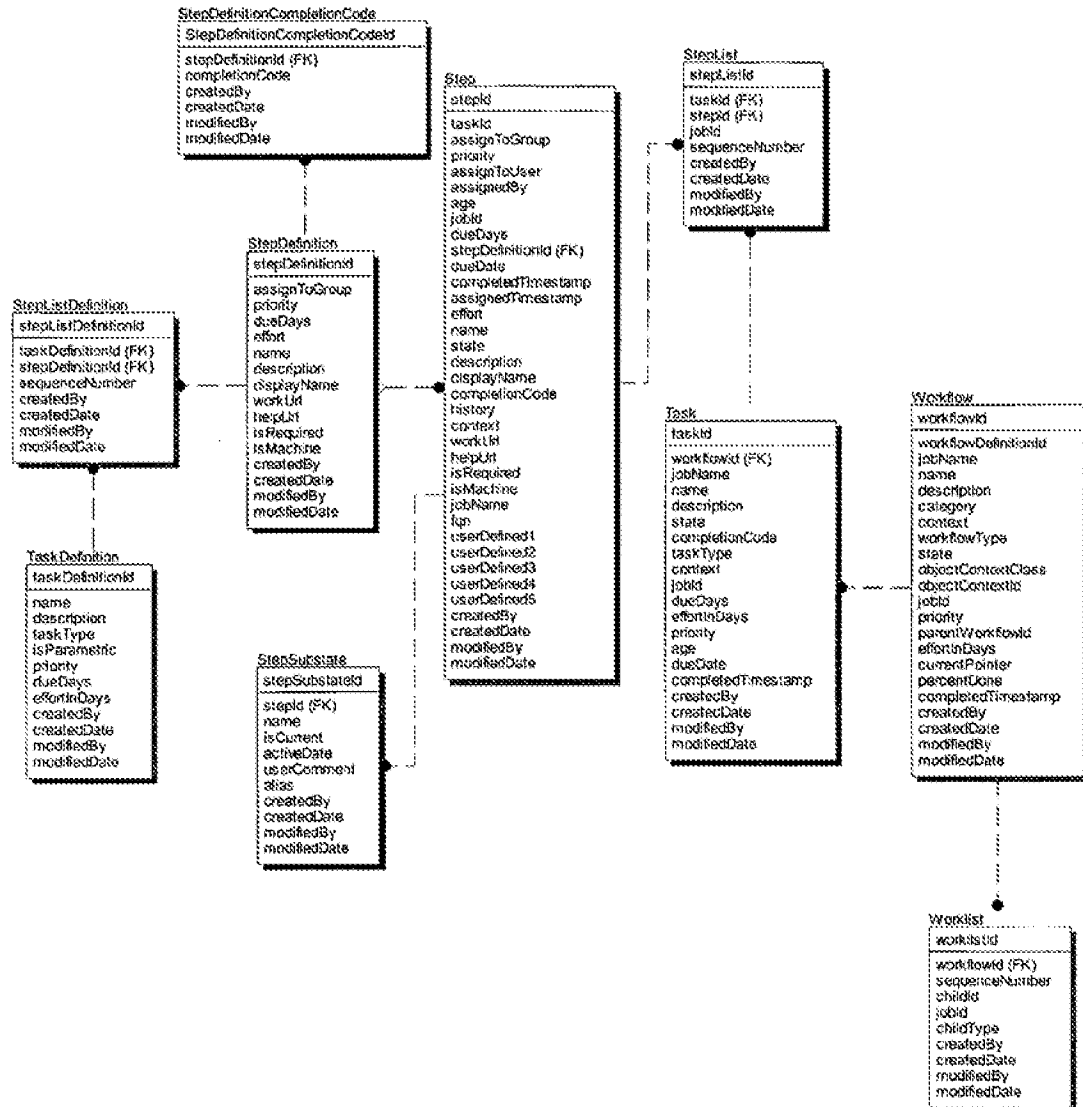 StepDefinitionCompletionCode
StepDefinitionCompletionCodeId
stepDefinitionId (FK)
completionCode
createdBy
createdDate
modifiedBy
modifiedDate
StepList
stepListId
taskId (FK)
stepId (FK)
jobId
sequenceNumber
createdBy
createdDate
modifiedBy
modifiedDate
Step
stepId
taskId
assignToGroup
priority
assignToUser
assignedBy
age
jobId
dueDays
stepDefinitionId (FK)
dueDate
completedTimestamp
assignedTimestamp
effort
name
state
description
displayName
completionCode
history
context
workUrl
helpUrl
isRequired
isMachine
jobName
fqn
userDefined1
userDefined2
userDefined3
userDefined4
userDefined5
createdBy
createdDate
modifiedBy
modifiedDate
StepDefinition
stepDefinitionId
assignToGroup
priority
dueDays
effort
name
description
displayName
workUrl
helpUrl
isRequired
isMachine
createdBy
createdDate
modifiedBy
modifiedDate
StepListDefinition
stepListDefinitionId
taskDefinitionId (FK)
stepDefinitionId (FK)
sequenceNumber
createdBy
createdDate
modifiedBy
modifiedDate
TaskDefinition
taskDefinitionId
name
description
taskType
isParametric
priority
dueDays
effortInDays
createdBy
createdDate
modifiedBy
modifiedDate
StepSubstate
stepSubstateId
stepId (FK)
name
isCurrent
activeDate
userComment
alias
createdBy
createdDate
modifiedBy
modifiedDate
Task
taskId
workflowId (FK)
jobName
name
description
state
completionCode
taskType
context
jobId
dueDays
effortInDays
priority
age
dueDate
completedTimestamp
createdBy
createdDate
modifiedBy
modifiedDate
Workflow
workflowId
workflowDefinitionId
jobName
name
description
category
context
workflowType
state
objectContextClass
objectContextId
jobId
priority
parentWorkflowId
effortInDays
currentPointer
percentDone
completedTimestamp
createdBy
createdDate
modifiedBy
modifiedDate
Worklist
worklistId
workflowId (FK)
sequenceNumber
childId
jobId
childType
createdBy
createdDate
modifiedBy
modifiedDate